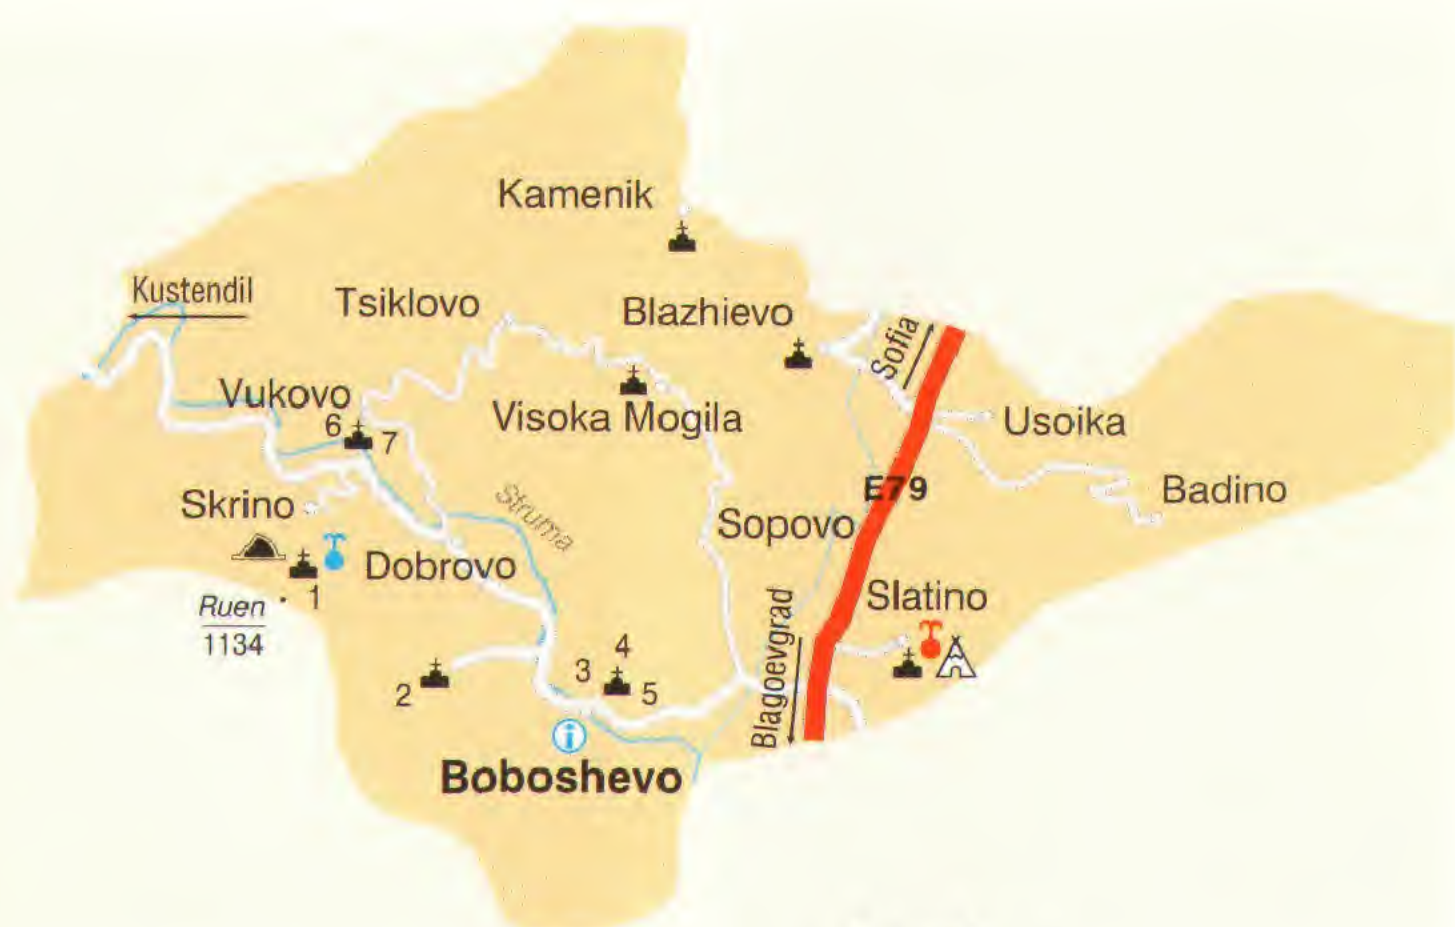 Kamenik
Kustendil
Tsiklovo
Blazhievo
Sofia
Vukovo
6
7
Visoka Mogila
Usoika
E79
Badino
Skrino
Struma
Sopovo
Dobrovo
1
Ruen
1134
Slatino
Blagoevgrad
2
3
4
5
i
Boboshevo